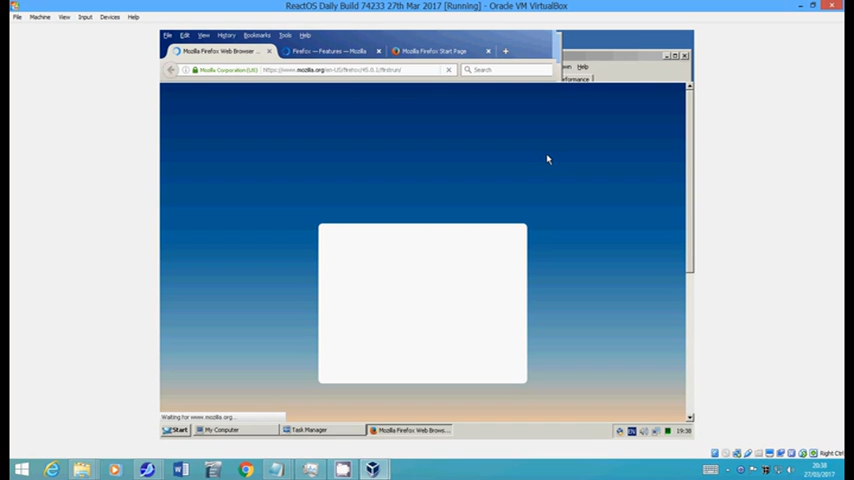 ReactOS Daily Build 74233 27th Mar 2017 [Running] - Oracle VM VirtualBox
File Machine View Input Devices Help
File Edit View History Bookmarks Tools Help
Mozilla Firefox Web Browser ... Firefox — Features — Mozilla Mozilla Firefox Start Page
Help
Mozilla Corporation (US) https://www.mozilla.org/en-US/firefox/45.0.1/firstrun/ Search
Waiting for www.mozilla.org...
Start My Computer Task Manager Mozilla Firefox Web Brows... EN 19:38
Right Ctrl
20:38
27/03/2017